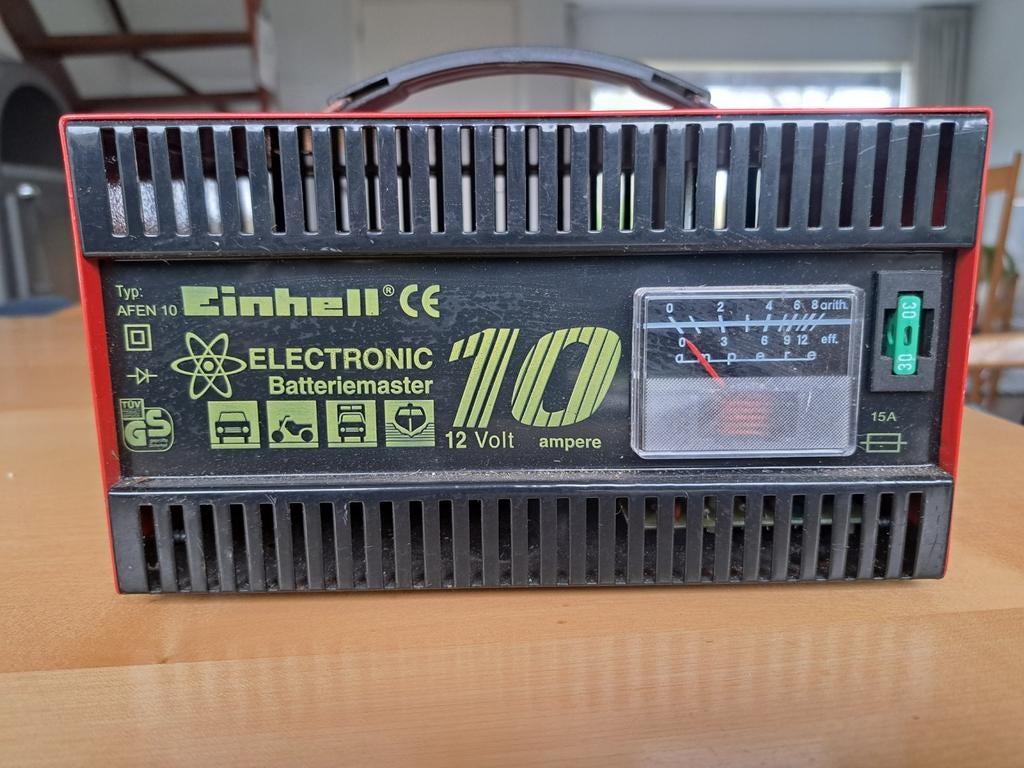 Typ:
AFEN 10
Einhell® CE
ELECTRONIC
Batteriemaster
10
12 Volt
ampere
TÜV
GS
0 2 4 6 8 arith.
0 3 6 9 12 eff.
ampere
30
30
15A